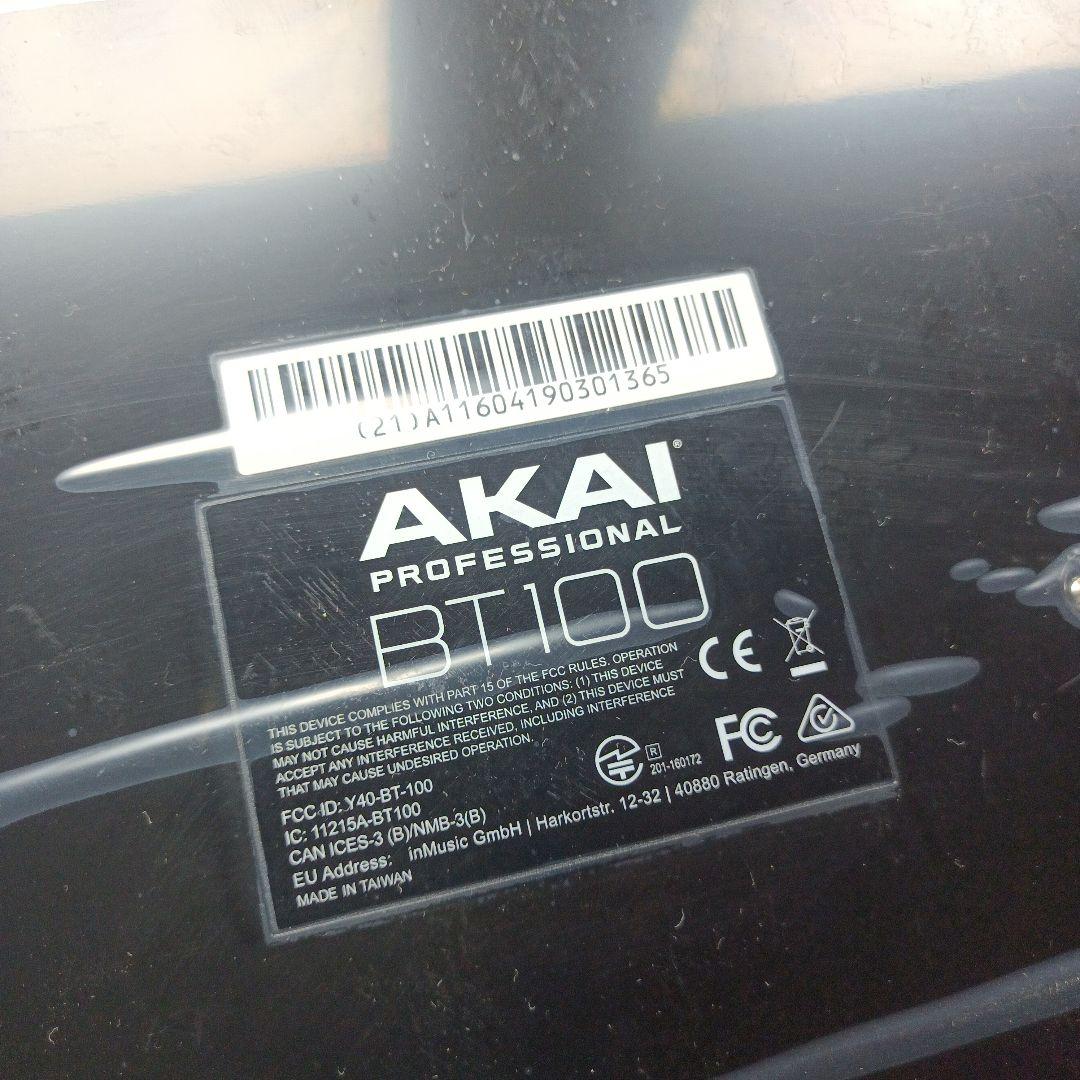 (21)A11604190301365
AKAI®
PROFESSIONAL
BT100
THIS DEVICE COMPLIES WITH PART 15 OF THE FCC RULES. OPERATION
IS SUBJECT TO THE FOLLOWING TWO CONDITIONS: (1) THIS DEVICE
MAY NOT CAUSE HARMFUL INTERFERENCE, AND (2) THIS DEVICE MUST
ACCEPT ANY INTERFERENCE RECEIVED, INCLUDING INTERFERENCE
THAT MAY CAUSE UNDESIRED OPERATION.
CE
FC
R
201-160172
FCC ID: Y40-BT-100
IC: 11215A-BT100
CAN ICES-3 (B)/NMB-3(B)
EU Address: inMusic GmbH | Harkortstr. 12-32 | 40880 Ratingen, Germany
MADE IN TAIWAN